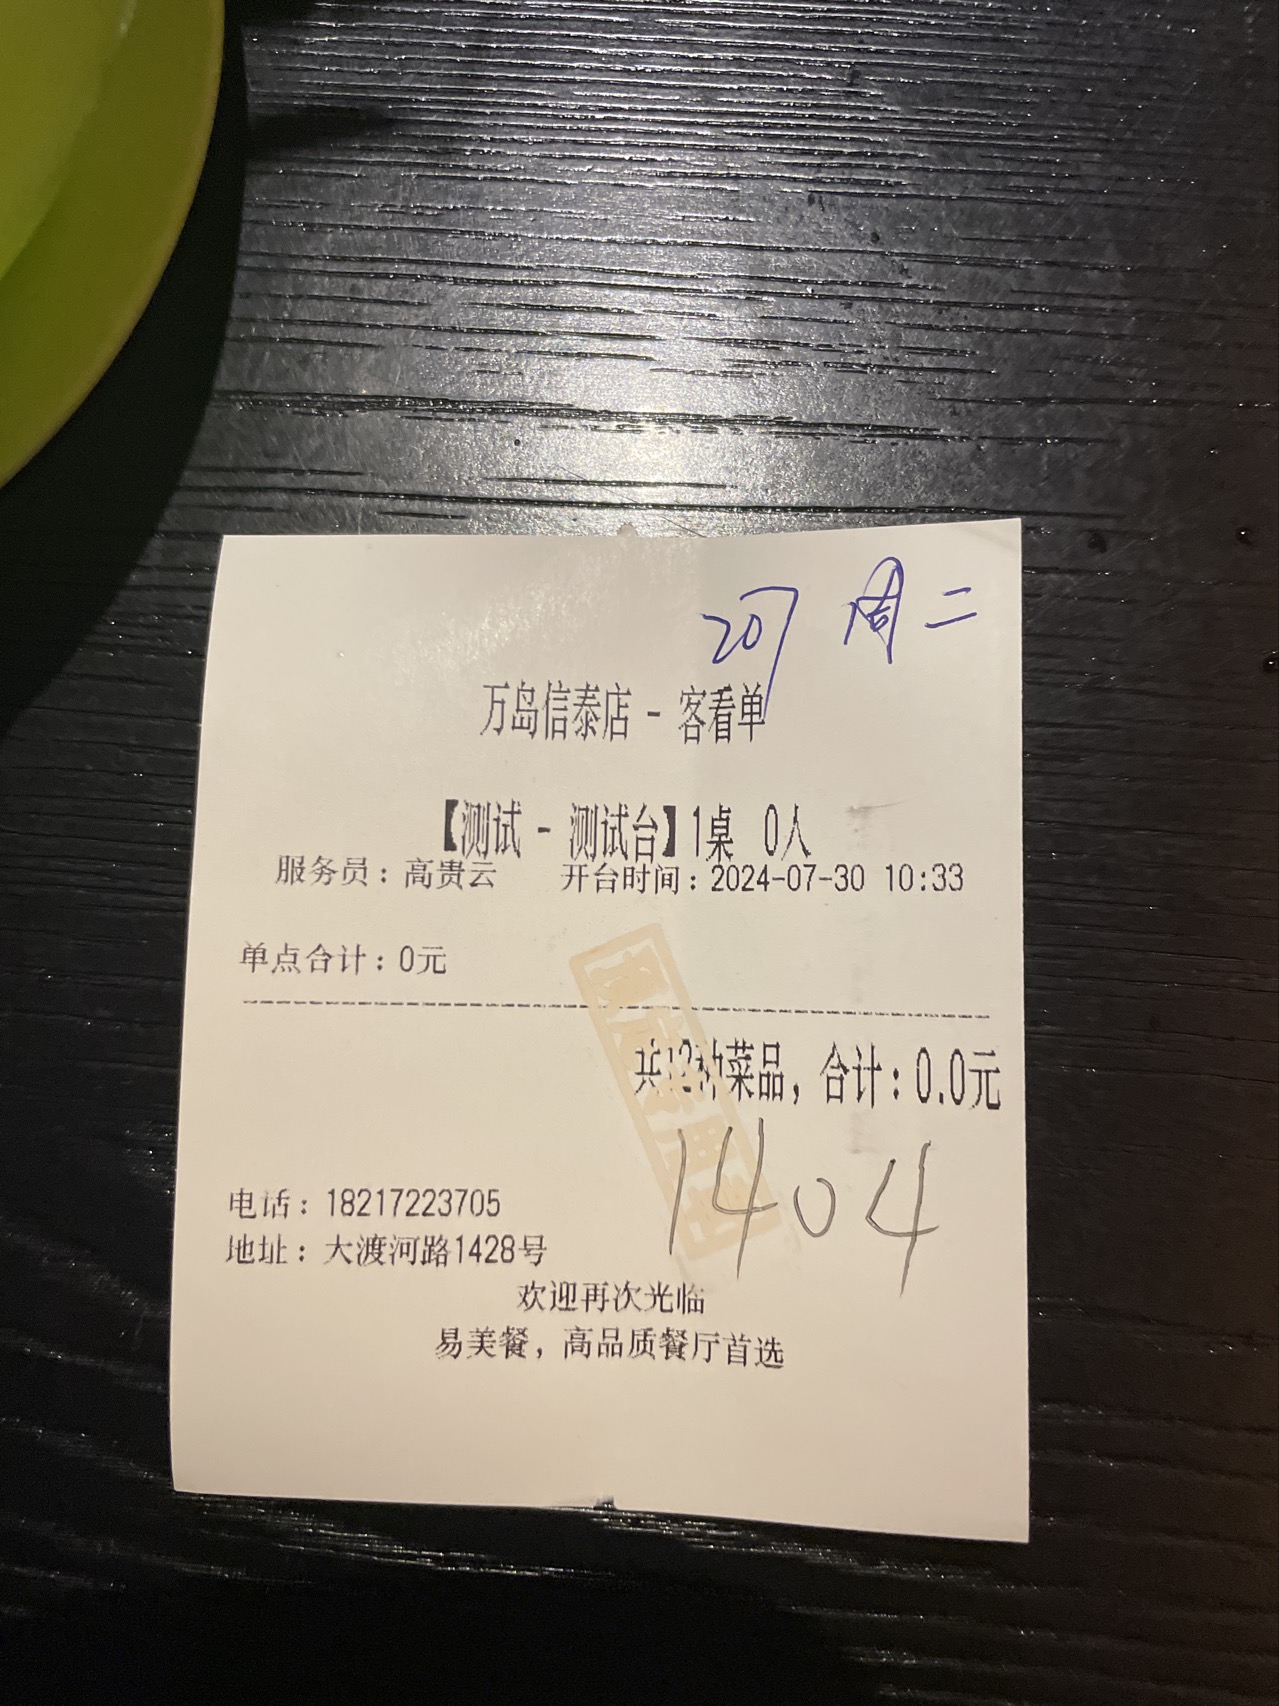 207 周二
万岛信泰店 - 客看单
【测试 - 测试台】1桌 0人
服务员：高贵云 开台时间：2024-07-30 10:33
单点合计：0元
共12种菜品，合计：0.0元
1404
电话：18217223705
地址：大渡河路1428号
欢迎再次光临
易美餐，高品质餐厅首选